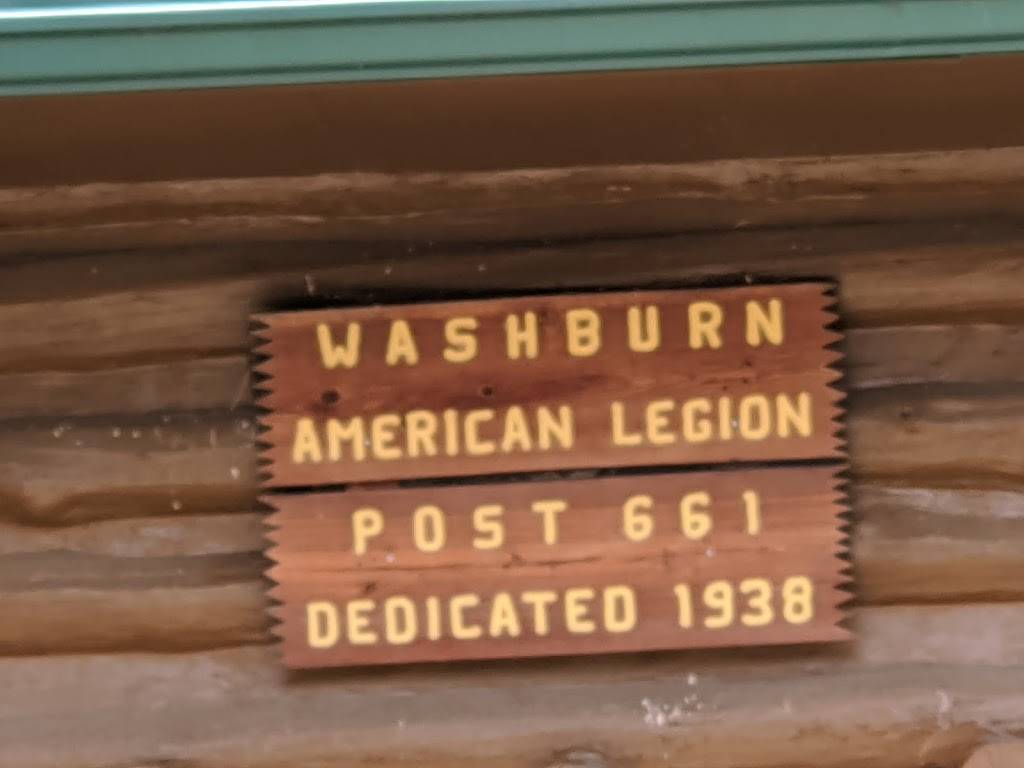 WASHBURN
AMERICAN LEGION
POST 661
DEDICATED 1938